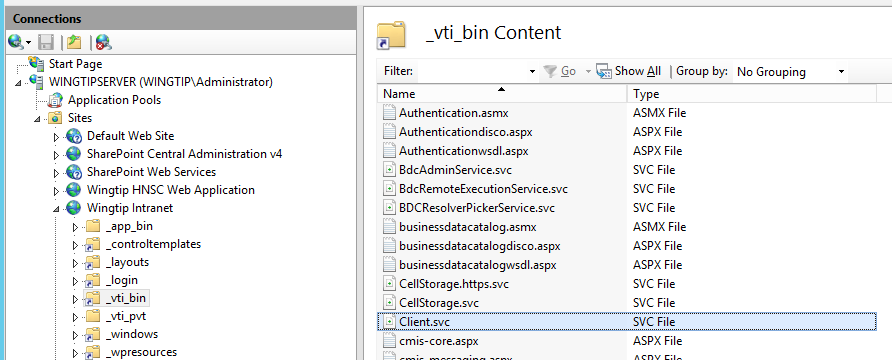 Connections
Start Page
WINGTIPSERVER (WINGTIP\Administrator)
Application Pools
Sites
Default Web Site
SharePoint Central Administration v4
SharePoint Web Services
Wingtip HNSC Web Application
Wingtip Intranet
_app_bin
_controltemplates
_layouts
_login
_vti_bin
_vti_pvt
_windows
_wpresources
_vti_bin Content
Filter: Go Show All Group by: No Grouping
Name Type
Authentication.asmx ASMX File
Authenticationdisco.aspx ASPX File
Authenticationwsdl.aspx ASPX File
BdcAdminService.svc SVC File
BdcRemoteExecutionService.svc SVC File
BDCResolverPickerService.svc SVC File
businessdatacatalog.asmx ASMX File
businessdatacatalogdisco.aspx ASPX File
businessdatacatalogwsdl.aspx ASPX File
CellStorage.https.svc SVC File
CellStorage.svc SVC File
Client.svc SVC File
cmis-core.aspx ASPX File
cmis-messaging.aspx ASPX File